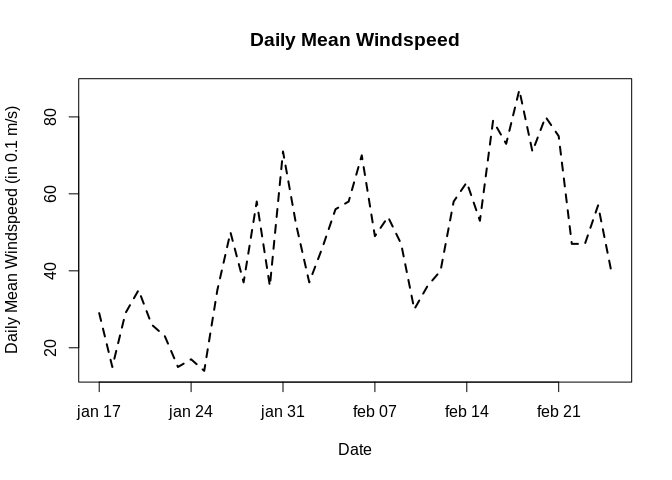 Daily Mean Windspeed
Daily Mean Windspeed (in 0.1 m/s)
80
60
40
20
jan 17 jan 24 jan 31 feb 07 feb 14 feb 21
Date